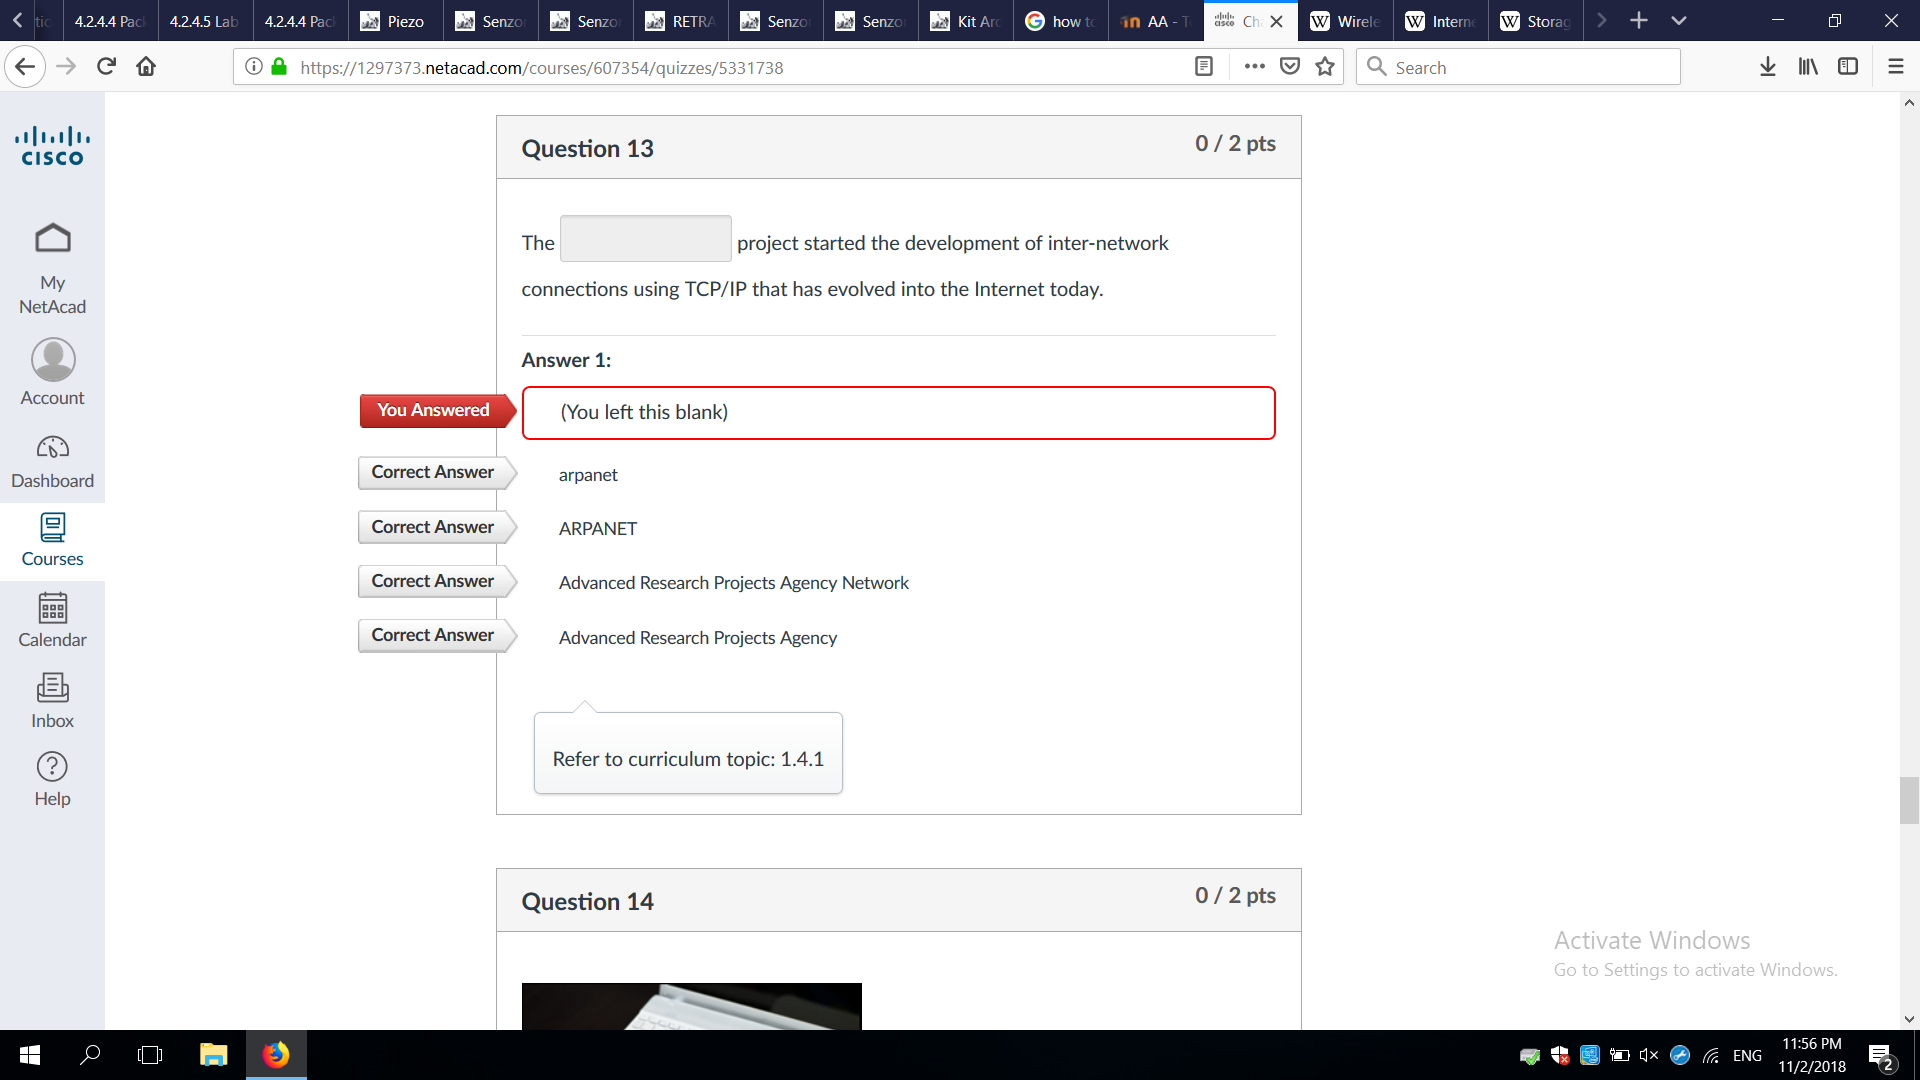 4.2.4.4 Pac
4.2.4.5 Lab
4.2.4.4 Pac
Piezo
Senzo
Senzo
RETRA
Senzo
Senzo
Kit Ar
how to
AA - T
Ch
Wirele
Interne
Storag
https://1297373.netacad.com/courses/607354/quizzes/5331738
Search
CISCO
My
NetAcad
Account
Dashboard
Courses
Calendar
Inbox
Help
Question 13
0 / 2 pts
The project started the development of inter-network
connections using TCP/IP that has evolved into the Internet today.
Answer 1:
You Answered
(You left this blank)
Correct Answer
arpanet
Correct Answer
ARPANET
Correct Answer
Advanced Research Projects Agency Network
Correct Answer
Advanced Research Projects Agency
Refer to curriculum topic: 1.4.1
Question 14
0 / 2 pts
Activate Windows
Go to Settings to activate Windows.
ENG
11:56 PM
11/2/2018
2